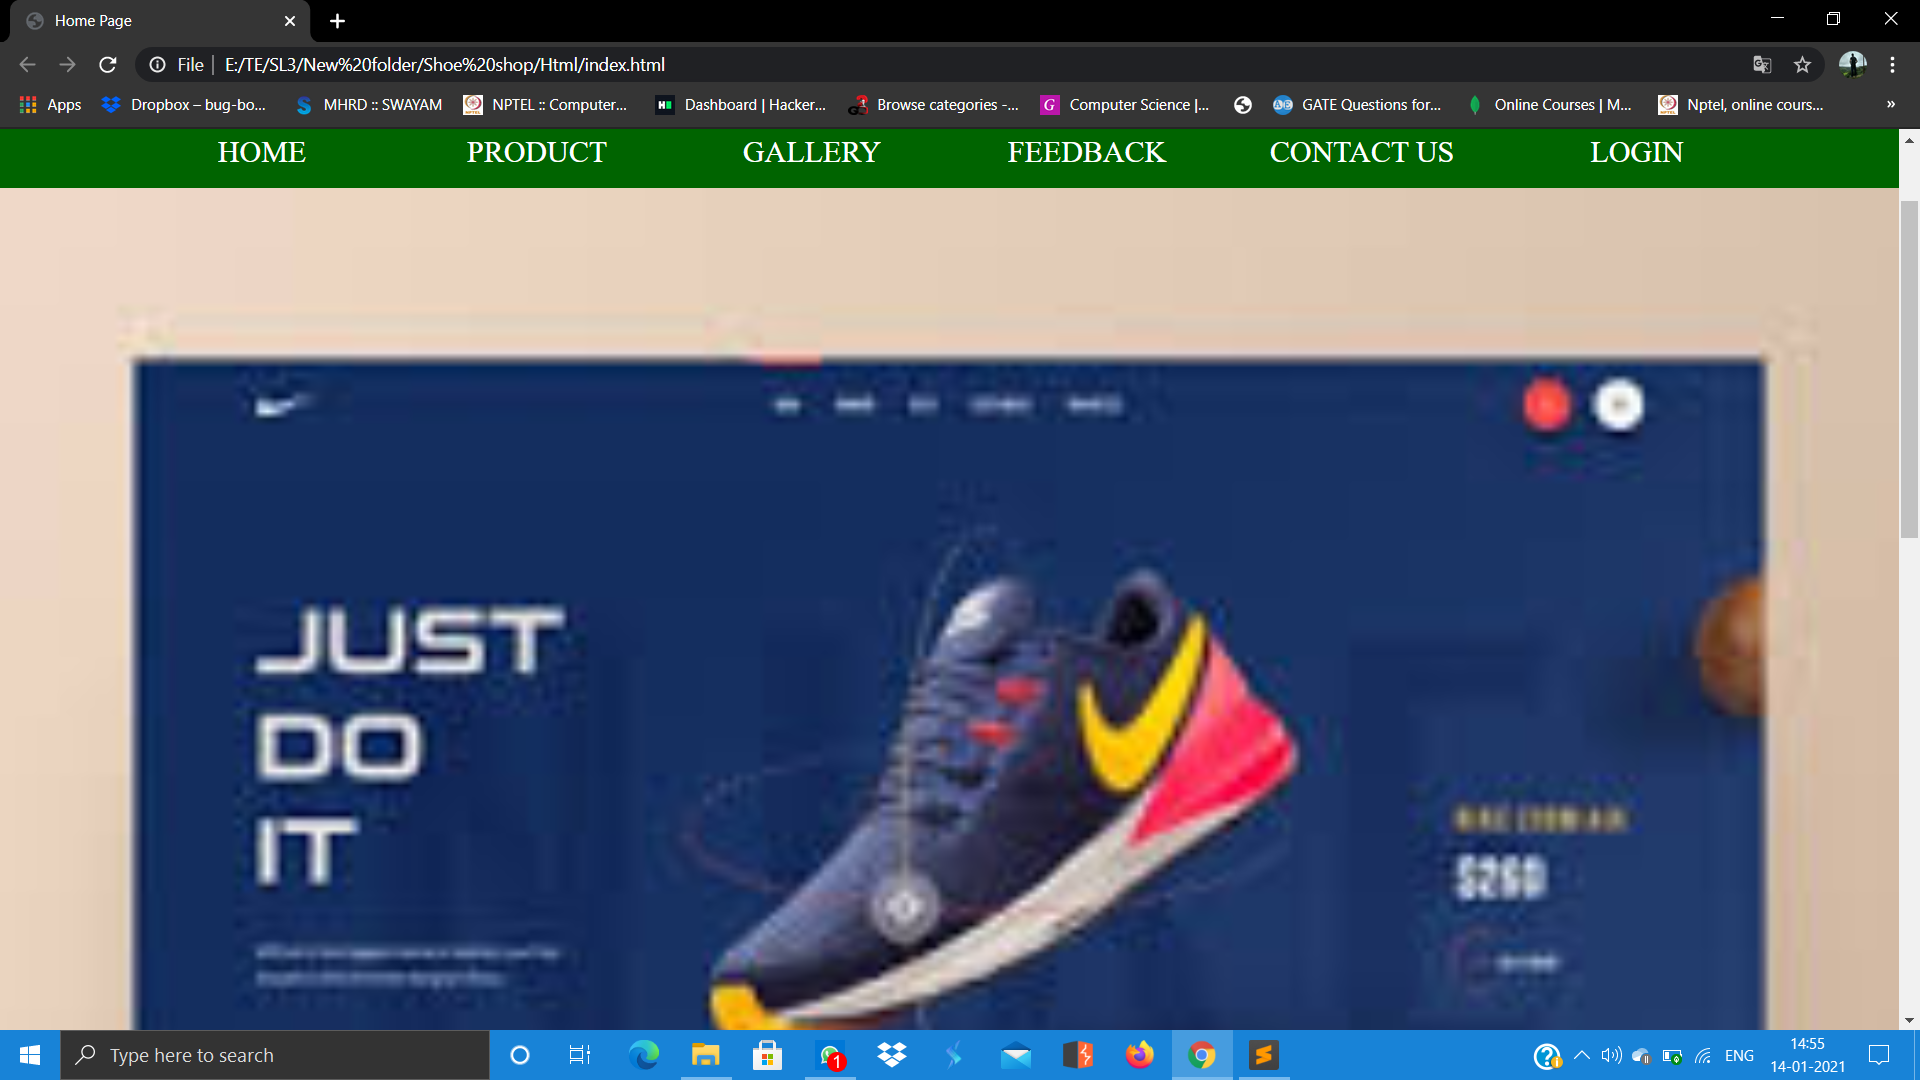 Home Page
File
E:/TE/SL3/New%20folder/Shoe%20shop/Html/index.html
Apps
Dropbox – bug-bo...
MHRD :: SWAYAM
NPTEL :: Computer...
Dashboard | Hacker...
Browse categories -...
Computer Science |...
GATE Questions for...
Online Courses | M...
Nptel, online cours...
»
HOME
PRODUCT
GALLERY
FEEDBACK
CONTACT US
LOGIN
JUST
DO
IT
$260
Type here to search
1
ENG
14:55
14-01-2021